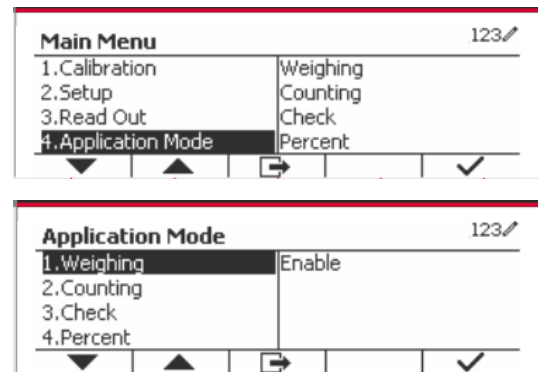 Main Menu 123
1.Calibration Weighing
2.Setup Counting
3.Read Out Check
4.Application Mode Percent
Application Mode 123
1.Weighing Enable
2.Counting
3.Check
4.Percent